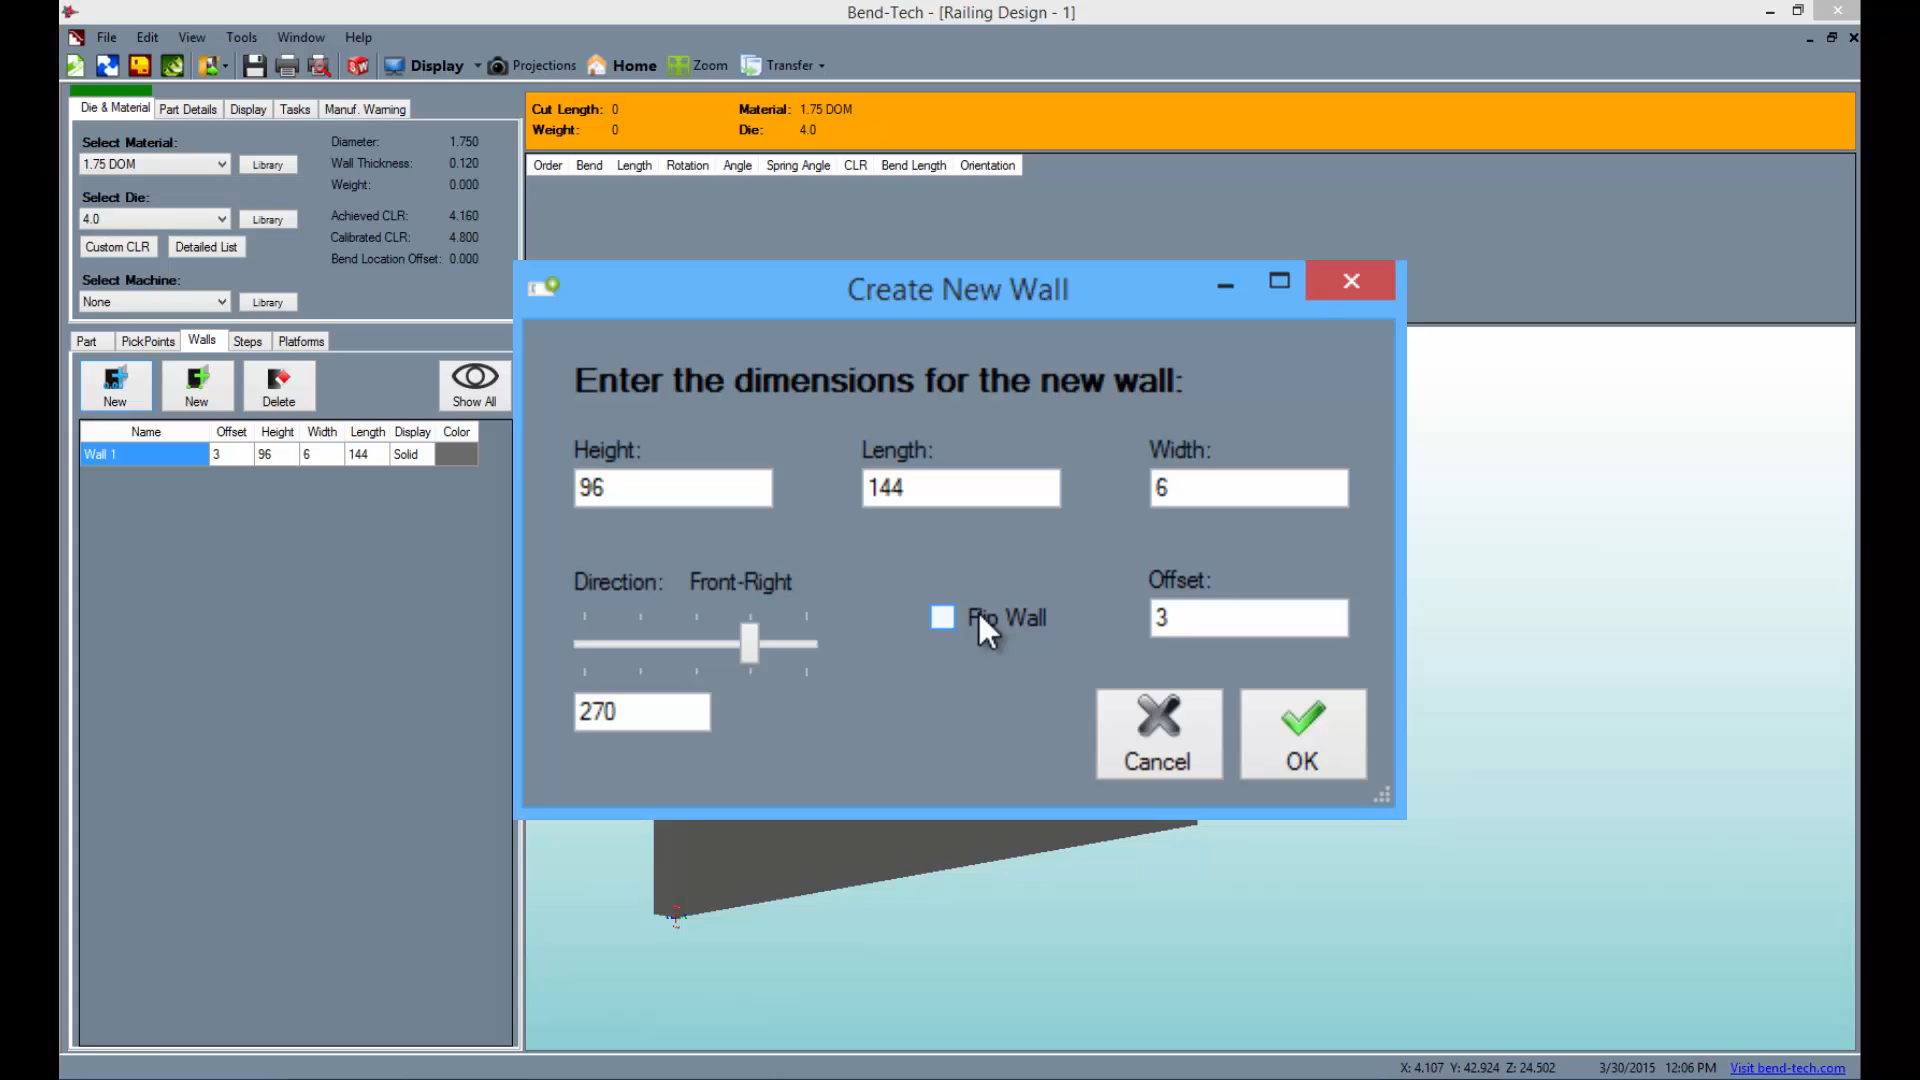 Bend-Tech - [Railing Design - 1]
File Edit View Tools Window Help
Display Projections Home Zoom Transfer
Die & Material Part Details Display Tasks Manuf. Warning
Select Material:
1.75 DOM Library
Select Die:
4.0 Library
Custom CLR Detailed List
Select Machine:
None Library
Diameter: 1.750
Wall Thickness: 0.120
Weight: 0.000
Achieved CLR: 4.160
Calibrated CLR: 4.800
Bend Location Offset: 0.000
Cut Length: 0 Material: 1.75 DOM
Weight: 0 Die: 4.0
Order Bend Length Rotation Angle Spring Angle CLR Bend Length Orientation
Part PickPoints Walls Steps Platforms
New New Delete Show All
Name Offset Height Width Length Display Color
Wall 1 3 96 6 144 Solid
Create New Wall
Enter the dimensions for the new wall:
Height: Length: Width:
96 144 6
Direction: Front-Right Offset:
Wall 3
270
Cancel OK
X: 4.107 Y: 42.924 Z: 24.502 3/30/2015 12:06 PM Visit bend-tech.com